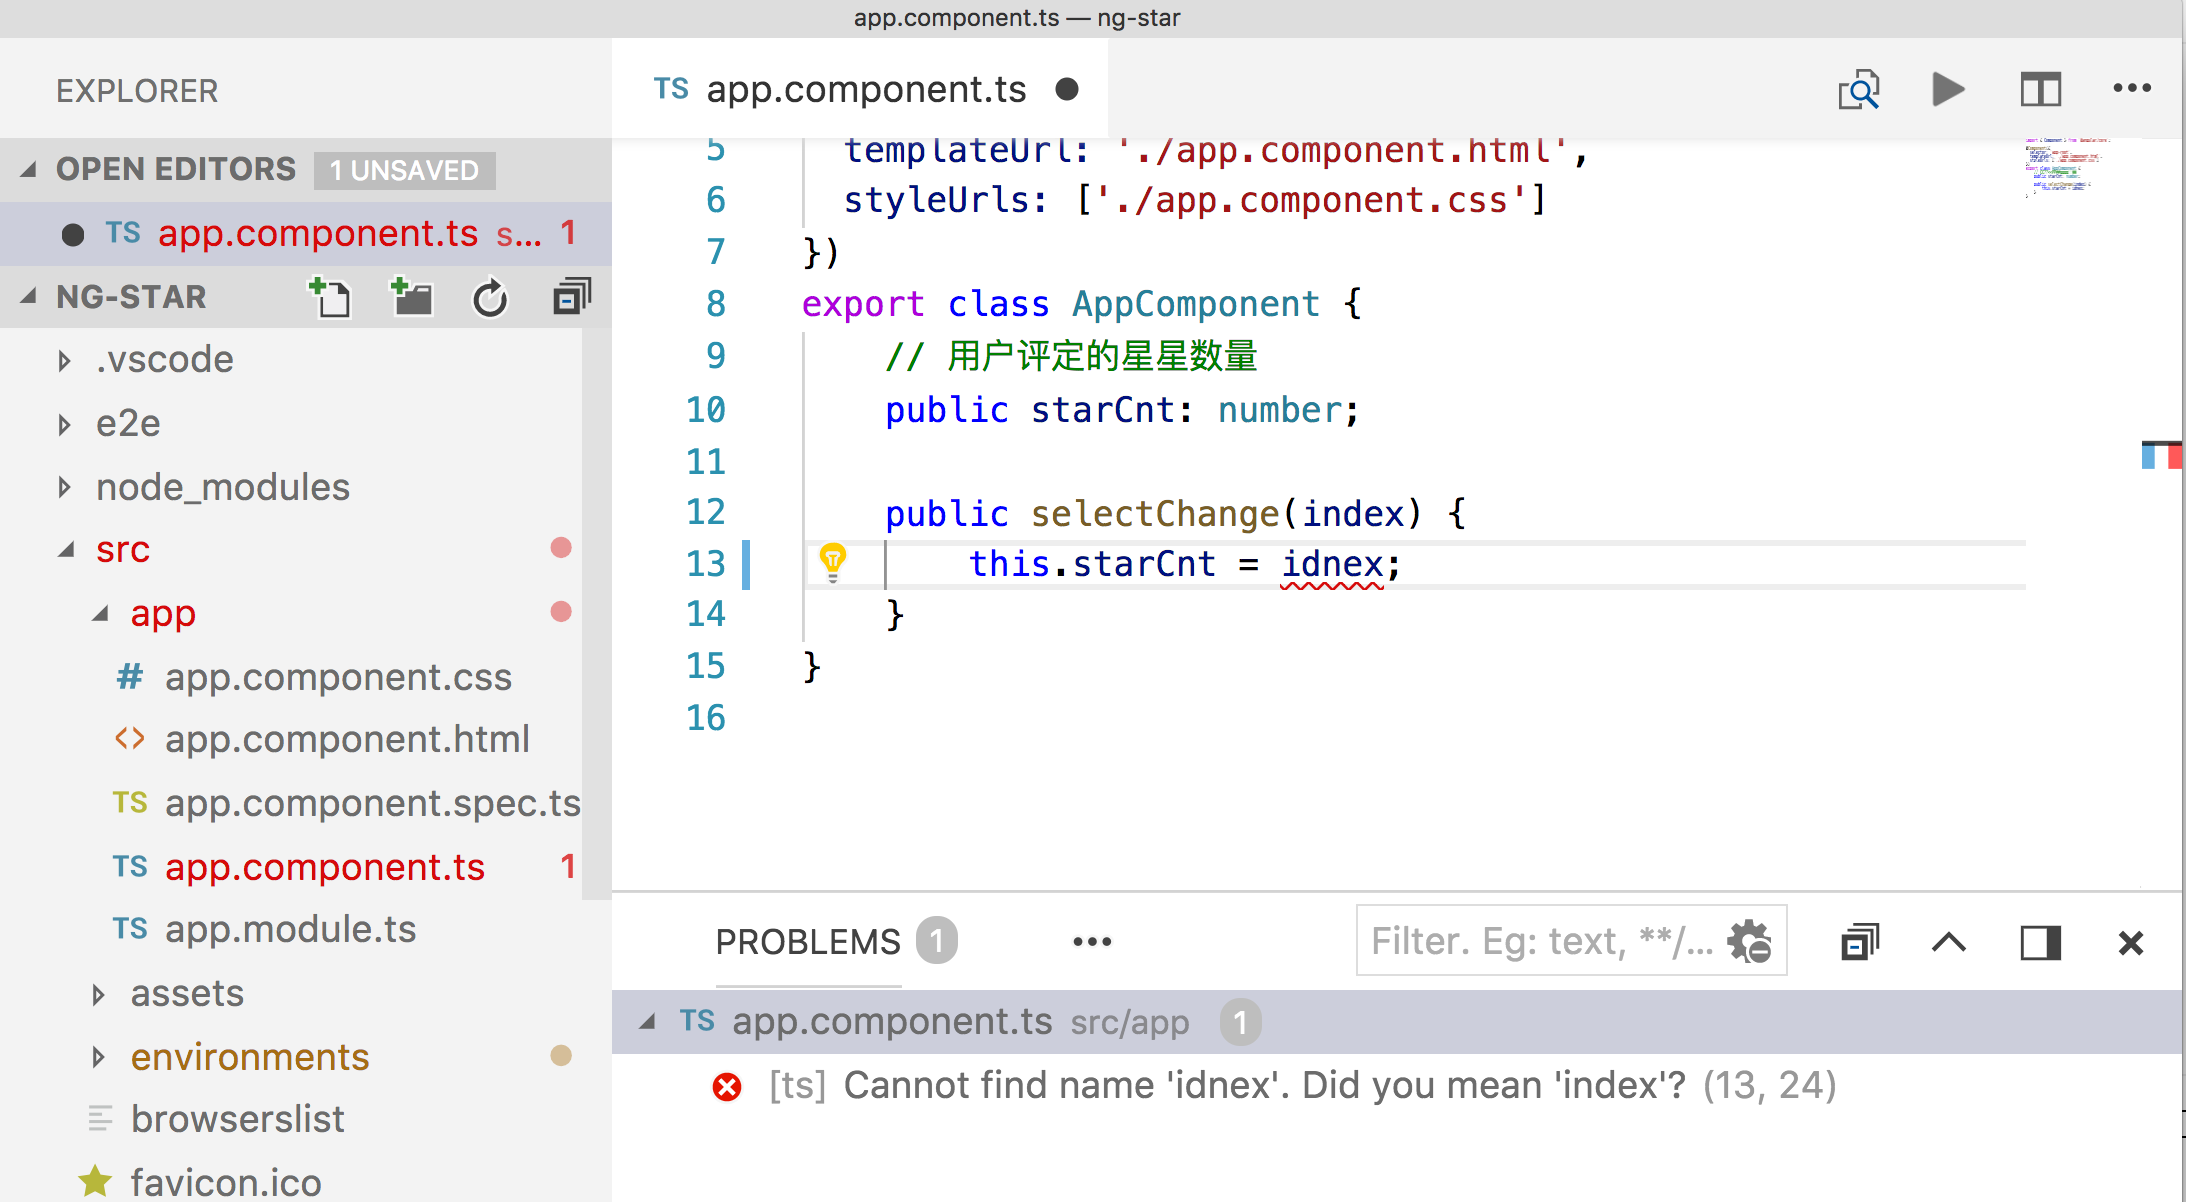 app.component.ts — ng-star
EXPLORER
OPEN EDITORS 1 UNSAVED
TS app.component.ts s... 1
NG-STAR
.vscode
e2e
node_modules
src
app
# app.component.css
<> app.component.html
TS app.component.spec.ts
TS app.component.ts 1
TS app.module.ts
assets
environments
browserslist
favicon.ico
TS app.component.ts
5 templateUrl: './app.component.html',
6 styleUrls: ['./app.component.css']
7 })
8 export class AppComponent {
9 // 用户评定的星星数量
10 public starCnt: number;
11
12 public selectChange(index) {
13 this.starCnt = idnex;
14 }
15 }
16
PROBLEMS 1
Filter. Eg: text, **/...
TS app.component.ts src/app 1
[ts] Cannot find name 'idnex'. Did you mean 'index'? (13, 24)